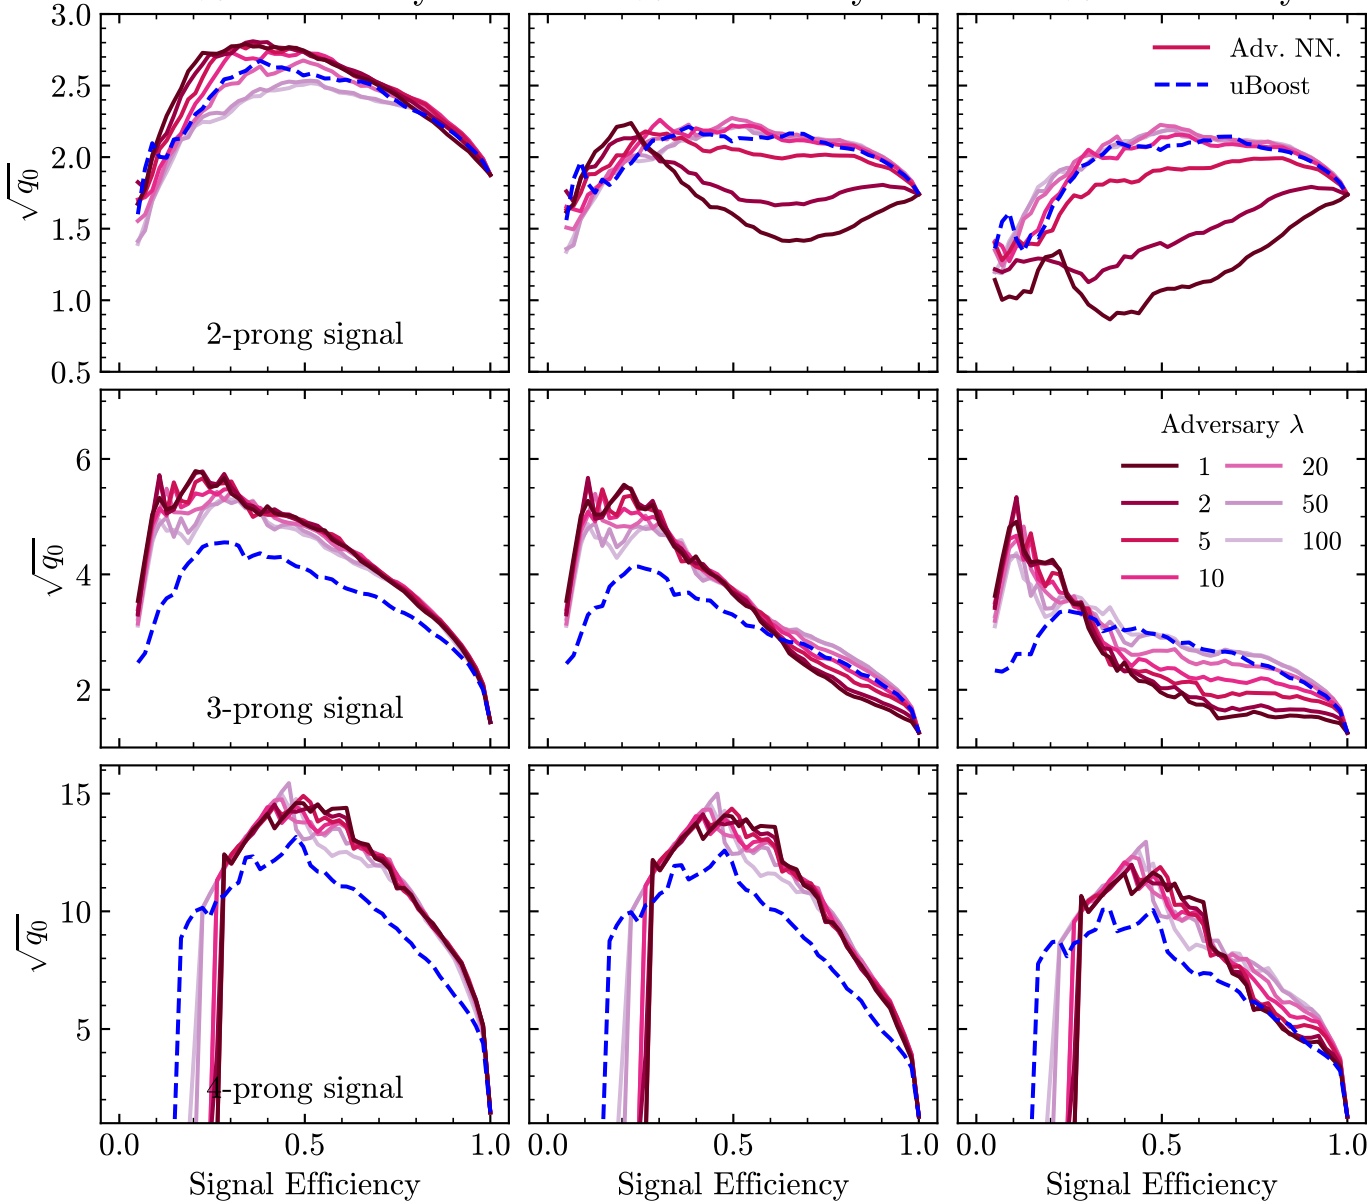 3.0
2.5
2.0
1.5
1.0
0.5
√q0
2-prong signal
Adv. NN.
uBoost
6
4
2
√q0
3-prong signal
Adversary λ
1 20
2 50
5 100
10
15
10
5
√q0
4-prong signal
0.0 0.5 1.0 0.0 0.5 1.0 0.0 0.5 1.0
Signal Efficiency Signal Efficiency Signal Efficiency